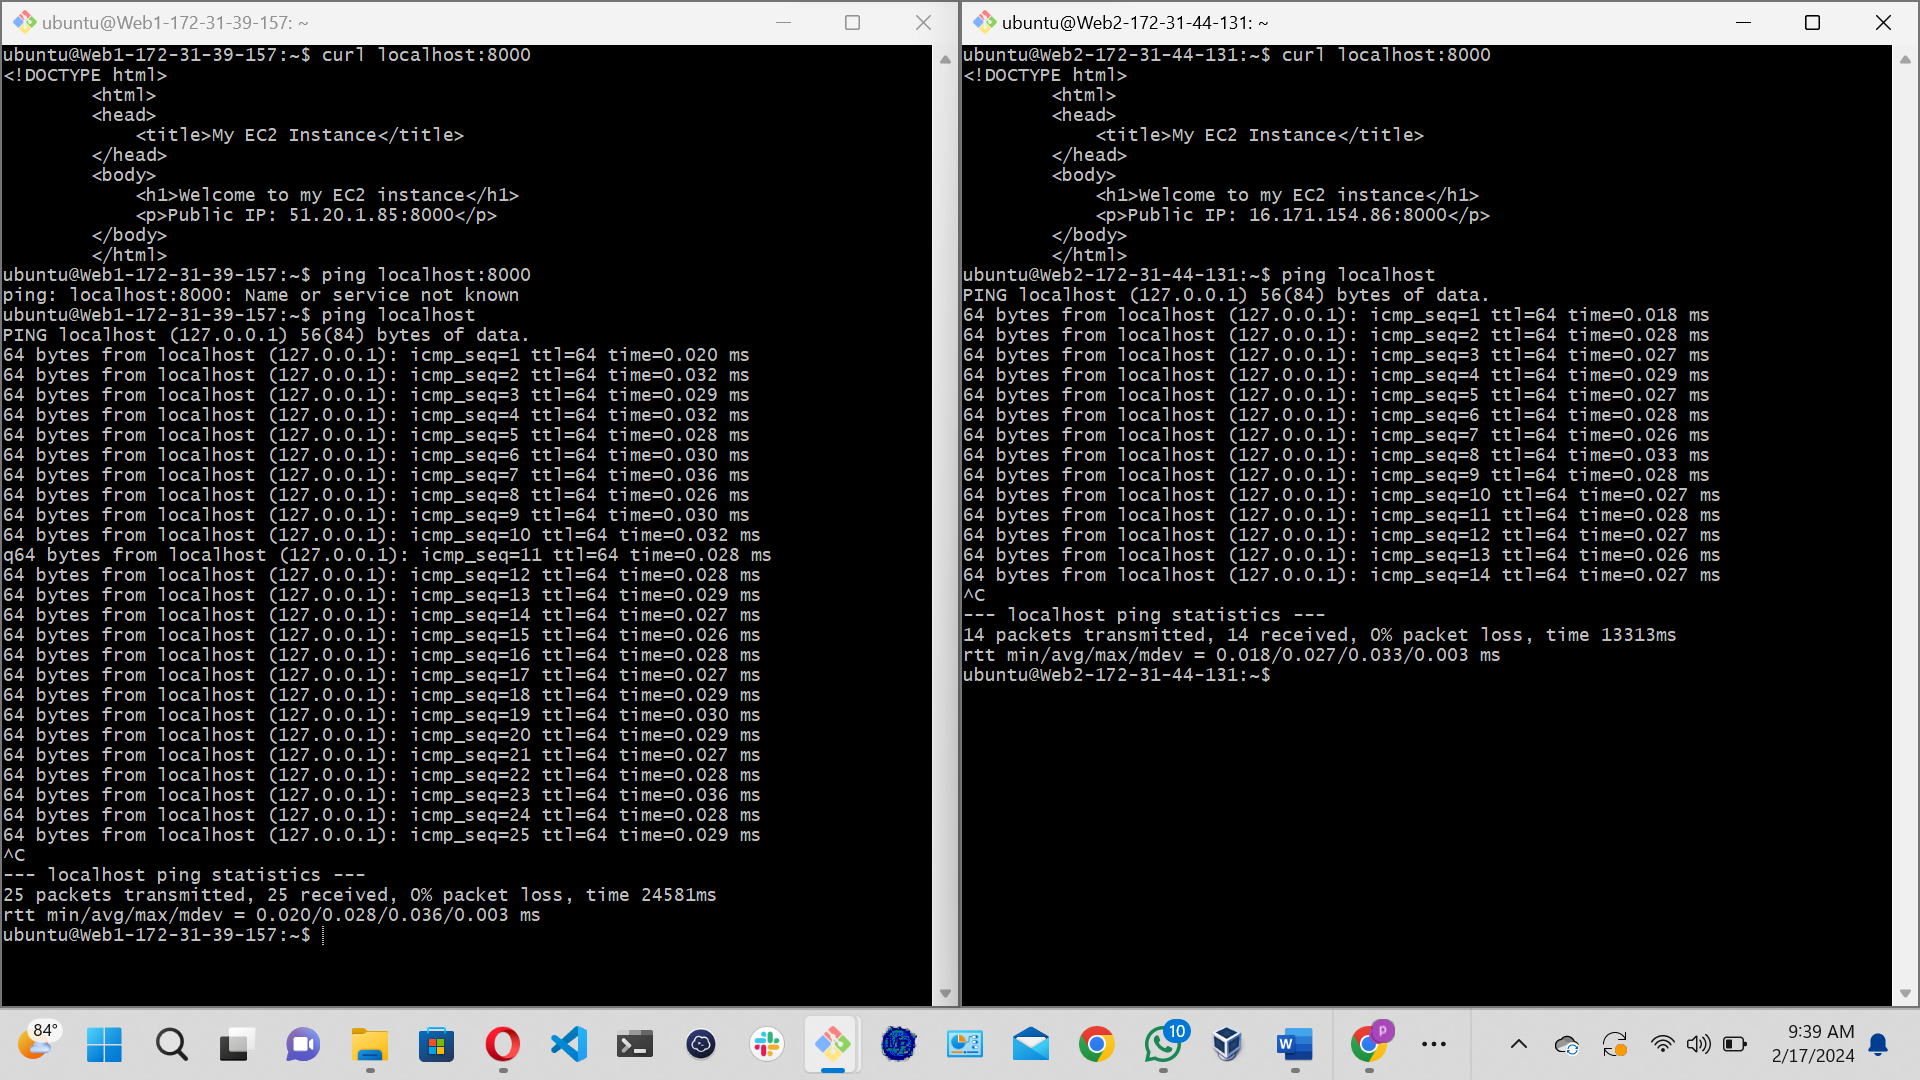 ubuntu@Web1-172-31-39-157: ~
ubuntu@Web1-172-31-39-157:~$ curl localhost:8000
<!DOCTYPE html>
        <html>
        <head>
            <title>My EC2 Instance</title>
        </head>
        <body>
            <h1>Welcome to my EC2 instance</h1>
            <p>Public IP: 51.20.1.85:8000</p>
        </body>
        </html>
ubuntu@Web1-172-31-39-157:~$ ping localhost:8000
ping: localhost:8000: Name or service not known
ubuntu@Web1-172-31-39-157:~$ ping localhost
PING localhost (127.0.0.1) 56(84) bytes of data.
64 bytes from localhost (127.0.0.1): icmp_seq=1 ttl=64 time=0.020 ms
64 bytes from localhost (127.0.0.1): icmp_seq=2 ttl=64 time=0.032 ms
64 bytes from localhost (127.0.0.1): icmp_seq=3 ttl=64 time=0.029 ms
64 bytes from localhost (127.0.0.1): icmp_seq=4 ttl=64 time=0.032 ms
64 bytes from localhost (127.0.0.1): icmp_seq=5 ttl=64 time=0.028 ms
64 bytes from localhost (127.0.0.1): icmp_seq=6 ttl=64 time=0.030 ms
64 bytes from localhost (127.0.0.1): icmp_seq=7 ttl=64 time=0.036 ms
64 bytes from localhost (127.0.0.1): icmp_seq=8 ttl=64 time=0.026 ms
64 bytes from localhost (127.0.0.1): icmp_seq=9 ttl=64 time=0.030 ms
64 bytes from localhost (127.0.0.1): icmp_seq=10 ttl=64 time=0.032 ms
q64 bytes from localhost (127.0.0.1): icmp_seq=11 ttl=64 time=0.028 ms
64 bytes from localhost (127.0.0.1): icmp_seq=12 ttl=64 time=0.028 ms
64 bytes from localhost (127.0.0.1): icmp_seq=13 ttl=64 time=0.029 ms
64 bytes from localhost (127.0.0.1): icmp_seq=14 ttl=64 time=0.027 ms
64 bytes from localhost (127.0.0.1): icmp_seq=15 ttl=64 time=0.026 ms
64 bytes from localhost (127.0.0.1): icmp_seq=16 ttl=64 time=0.028 ms
64 bytes from localhost (127.0.0.1): icmp_seq=17 ttl=64 time=0.027 ms
64 bytes from localhost (127.0.0.1): icmp_seq=18 ttl=64 time=0.029 ms
64 bytes from localhost (127.0.0.1): icmp_seq=19 ttl=64 time=0.030 ms
64 bytes from localhost (127.0.0.1): icmp_seq=20 ttl=64 time=0.029 ms
64 bytes from localhost (127.0.0.1): icmp_seq=21 ttl=64 time=0.027 ms
64 bytes from localhost (127.0.0.1): icmp_seq=22 ttl=64 time=0.028 ms
64 bytes from localhost (127.0.0.1): icmp_seq=23 ttl=64 time=0.036 ms
64 bytes from localhost (127.0.0.1): icmp_seq=24 ttl=64 time=0.028 ms
64 bytes from localhost (127.0.0.1): icmp_seq=25 ttl=64 time=0.029 ms
^C
--- localhost ping statistics ---
25 packets transmitted, 25 received, 0% packet loss, time 24581ms
rtt min/avg/max/mdev = 0.020/0.028/0.036/0.003 ms
ubuntu@Web1-172-31-39-157:~$
ubuntu@Web2-172-31-44-131: ~
ubuntu@Web2-172-31-44-131:~$ curl localhost:8000
<!DOCTYPE html>
        <html>
        <head>
            <title>My EC2 Instance</title>
        </head>
        <body>
            <h1>Welcome to my EC2 instance</h1>
            <p>Public IP: 16.171.154.86:8000</p>
        </body>
        </html>
ubuntu@Web2-172-31-44-131:~$ ping localhost
PING localhost (127.0.0.1) 56(84) bytes of data.
64 bytes from localhost (127.0.0.1): icmp_seq=1 ttl=64 time=0.018 ms
64 bytes from localhost (127.0.0.1): icmp_seq=2 ttl=64 time=0.028 ms
64 bytes from localhost (127.0.0.1): icmp_seq=3 ttl=64 time=0.027 ms
64 bytes from localhost (127.0.0.1): icmp_seq=4 ttl=64 time=0.029 ms
64 bytes from localhost (127.0.0.1): icmp_seq=5 ttl=64 time=0.027 ms
64 bytes from localhost (127.0.0.1): icmp_seq=6 ttl=64 time=0.028 ms
64 bytes from localhost (127.0.0.1): icmp_seq=7 ttl=64 time=0.026 ms
64 bytes from localhost (127.0.0.1): icmp_seq=8 ttl=64 time=0.033 ms
64 bytes from localhost (127.0.0.1): icmp_seq=9 ttl=64 time=0.028 ms
64 bytes from localhost (127.0.0.1): icmp_seq=10 ttl=64 time=0.027 ms
64 bytes from localhost (127.0.0.1): icmp_seq=11 ttl=64 time=0.028 ms
64 bytes from localhost (127.0.0.1): icmp_seq=12 ttl=64 time=0.027 ms
64 bytes from localhost (127.0.0.1): icmp_seq=13 ttl=64 time=0.026 ms
64 bytes from localhost (127.0.0.1): icmp_seq=14 ttl=64 time=0.027 ms
^C
--- localhost ping statistics ---
14 packets transmitted, 14 received, 0% packet loss, time 13313ms
rtt min/avg/max/mdev = 0.018/0.027/0.033/0.003 ms
ubuntu@Web2-172-31-44-131:~$
84°
10
W
P
9:39 AM
2/17/2024